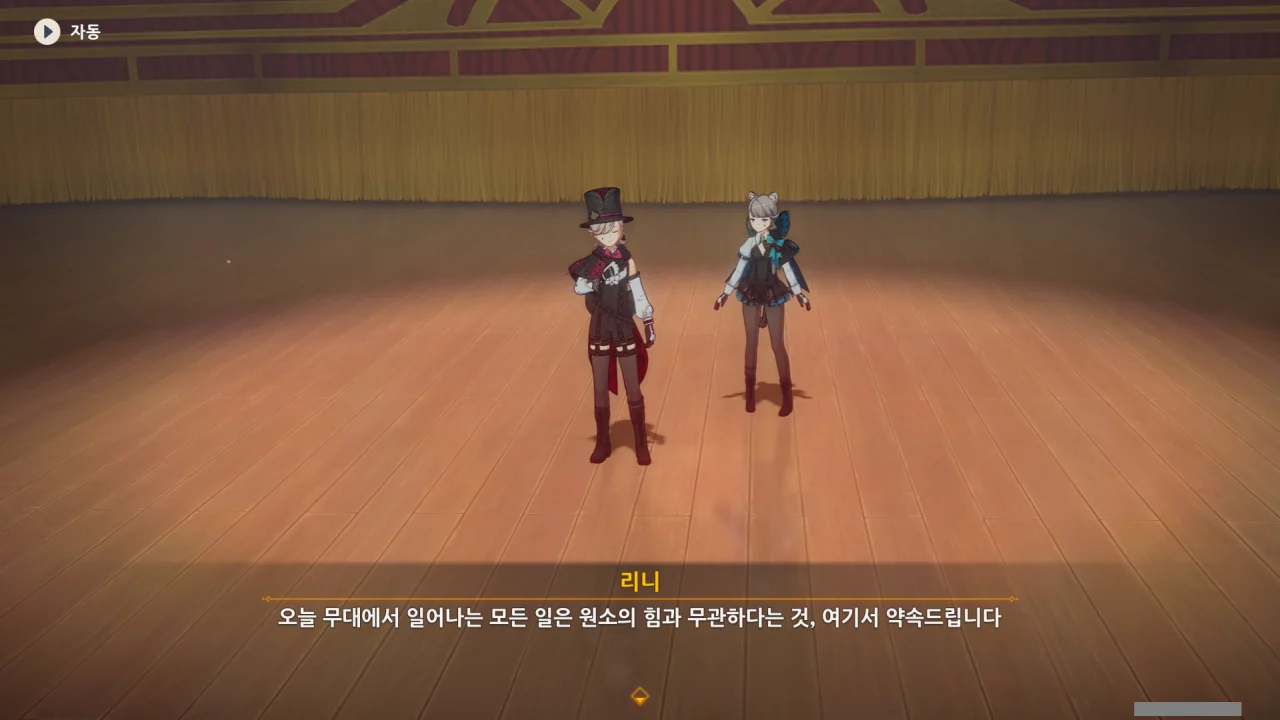 자동
리니
오늘 무대에서 일어나는 모든 일은 원소의 힘과 무관하다는 것, 여기서 약속드립니다